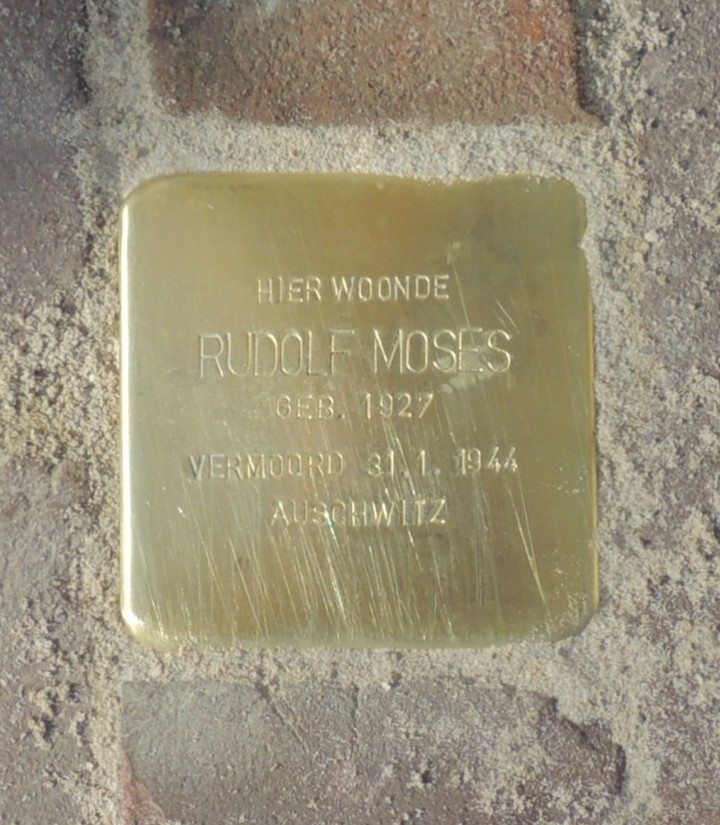 HIER WOONDE
RUDOLF MOSES
GEB. 1927
VERMOORD 31.1.1944
AUSCHWITZ